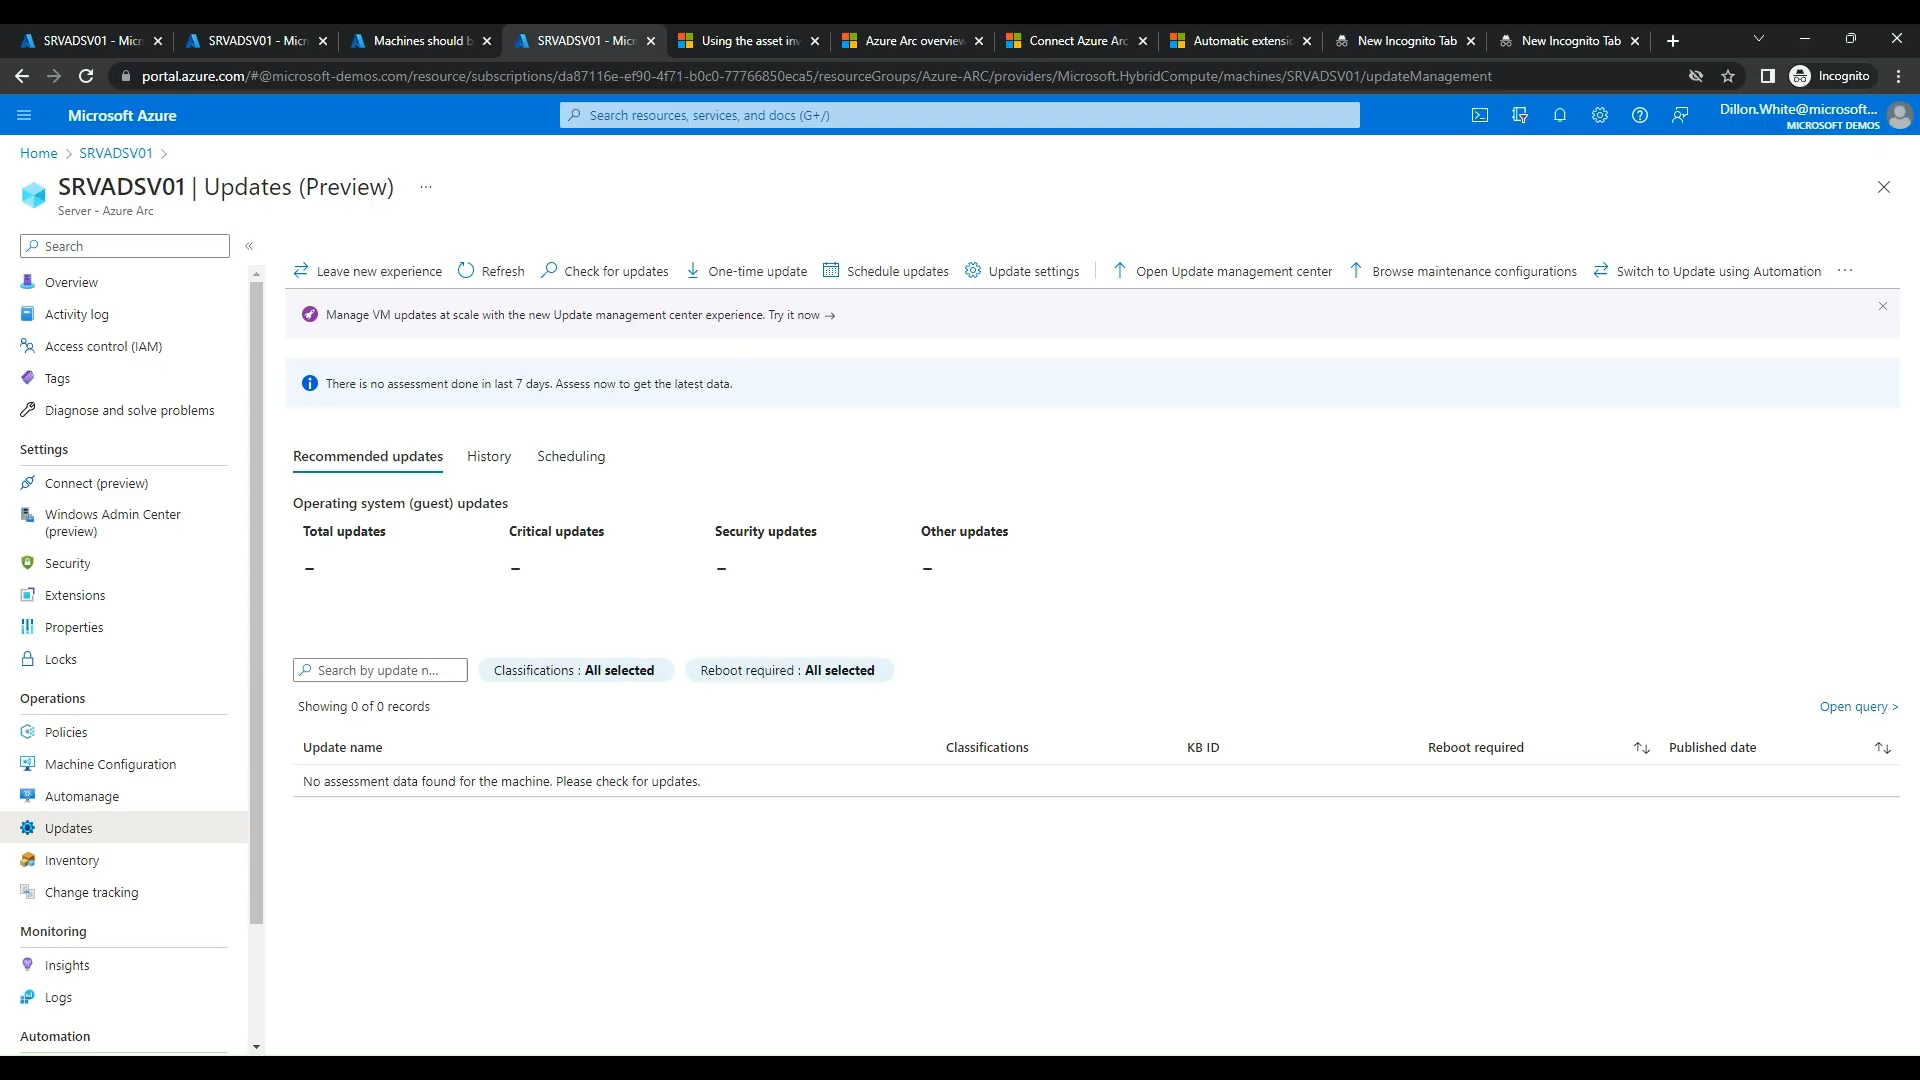 SRVADSV01 - Micr
SRVADSV01 - Micr
Machines should b
SRVADSV01 - Micr
Using the asset inv
Azure Arc overview
Connect Azure Arc
Automatic extensi
New Incognito Tab
New Incognito Tab
portal.azure.com/#@microsoft-demos.com/resource/subscriptions/da87116e-ef90-4f71-b0c0-77766850eca5/resourceGroups/Azure-ARC/providers/Microsoft.HybridCompute/machines/SRVADSV01/updateManagement
Incognito
Microsoft Azure
Search resources, services, and docs (G+/)
Dillon.White@microsoft...
MICROSOFT DEMOS
Home > SRVADSV01 >
SRVADSV01 | Updates (Preview) ...
Server - Azure Arc
Search
Overview
Activity log
Access control (IAM)
Tags
Diagnose and solve problems
Settings
Connect (preview)
Windows Admin Center
(preview)
Security
Extensions
Properties
Locks
Operations
Policies
Machine Configuration
Automanage
Updates
Inventory
Change tracking
Monitoring
Insights
Logs
Automation
Leave new experience
Refresh
Check for updates
One-time update
Schedule updates
Update settings
Open Update management center
Browse maintenance configurations
Switch to Update using Automation
...
Manage VM updates at scale with the new Update management center experience. Try it now →
There is no assessment done in last 7 days. Assess now to get the latest data.
Recommended updates
History
Scheduling
Operating system (guest) updates
Total updates
Critical updates
Security updates
Other updates
–
–
–
–
Search by update n...
Classifications : All selected
Reboot required : All selected
Showing 0 of 0 records
Open query >
Update name
Classifications
KB ID
Reboot required ↑↓
Published date ↑↓
No assessment data found for the machine. Please check for updates.